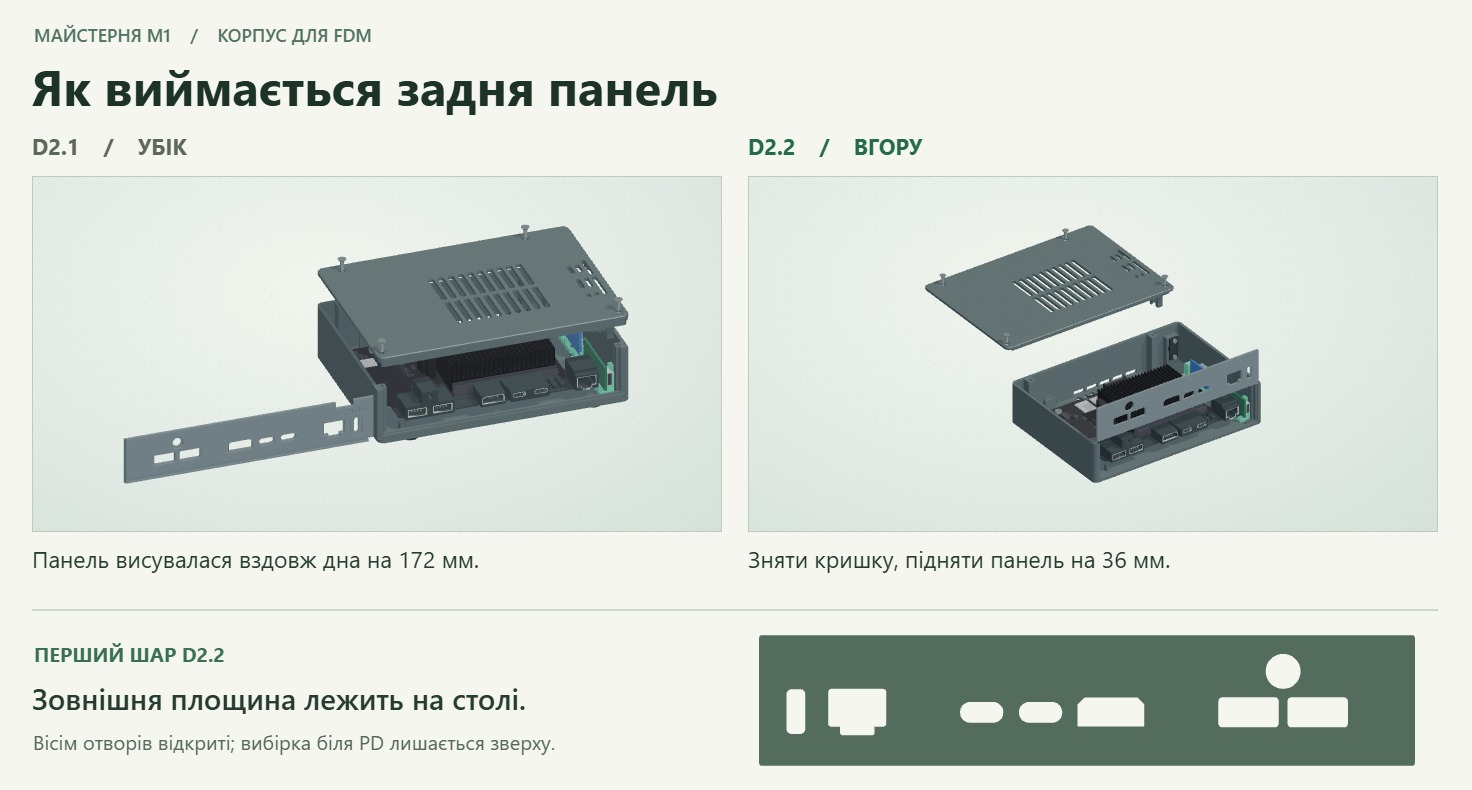 МАЙСТЕРНЯ M1 / КОРПУС ДЛЯ FDM
Як виймається задня панель
D2.1 / УБІК
D2.2 / ВГОРУ
Панель висувалася вздовж дна на 172 мм.
Зняти кришку, підняти панель на 36 мм.
ПЕРШИЙ ШАР D2.2
Зовнішня площина лежить на столі.
Вісім отворів відкриті; вибірка біля PD лишається зверху.